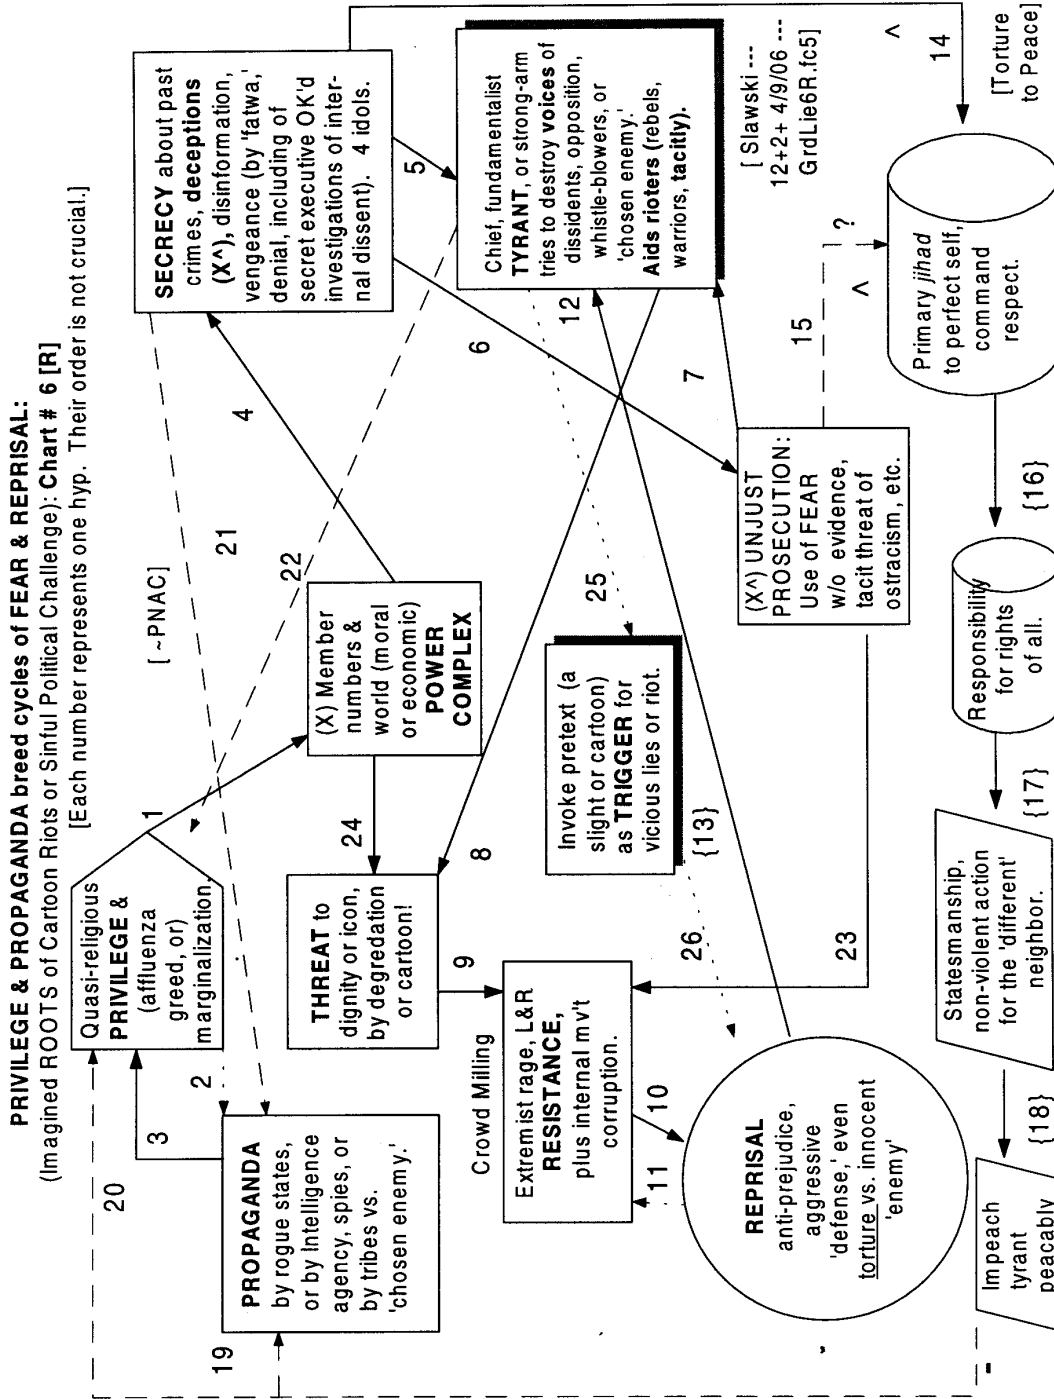 PRIVILEGE & PROPAGANDA breed cycles of FEAR & REPRISAL:
(Imagined ROOTS of Cartoon Riots or Sinful Political Challenge): Chart # 6 [R]
[Each number represents one hyp. Their order is not crucial.]
20
3
2
1
19
21
22
[ ~PNAC]
4
Quasi-religious
PRIVILEGE &
(affluenza
greed, or)
marginalization.
PROPAGANDA
by rogue states,
or by Intelligence
agency, spies, or
by tribes vs.
'chosen enemy.'
(X) Member
numbers &
world (moral
or economic)
POWER
COMPLEX
SECRECY about past
crimes, deceptions
(X^), disinformation,
vengeance (by 'fatwa,'
denial, including of
secret executive OK'd
investigations of inter-
nal dissent). 4 idols.
THREAT to
dignity or icon,
by degredation
or cartoon!
24
8
9
5
6
Chief, fundamentalist
TYRANT, or strong-arm
tries to destroy voices of
dissidents, opposition,
whistle-blowers, or
'chosen enemy.'
Aids rioters (rebels,
warriors, tacitly).
Crowd Milling
Extremist rage, L&R
RESISTANCE,
plus internal mv't
corruption.
10
11
25
12
Invoke pretext (a
slight or cartoon)
as TRIGGER for
vicious lies or riot.
{13}
26
7
(X^) UNJUST
PROSECUTION:
Use of FEAR
w/o evidence,
tacit threat of
ostracism, etc.
15
?
^
[ Slawski ---
12+2+ 4/9/06 ---
GrdLie6R.fc5]
REPRISAL
anti-prejudice,
aggressive
'defense,' even
torture vs. innocent
'enemy'
23
^
14
[Torture
to Peace]
Primary jihad
to perfect self,
command
respect.
{16}
Responsibility
for rights
of all.
{17}
Statesmanship,
non-violent action
for the 'different'
neighbor.
{18}
Impeach
tyrant
peacably
-